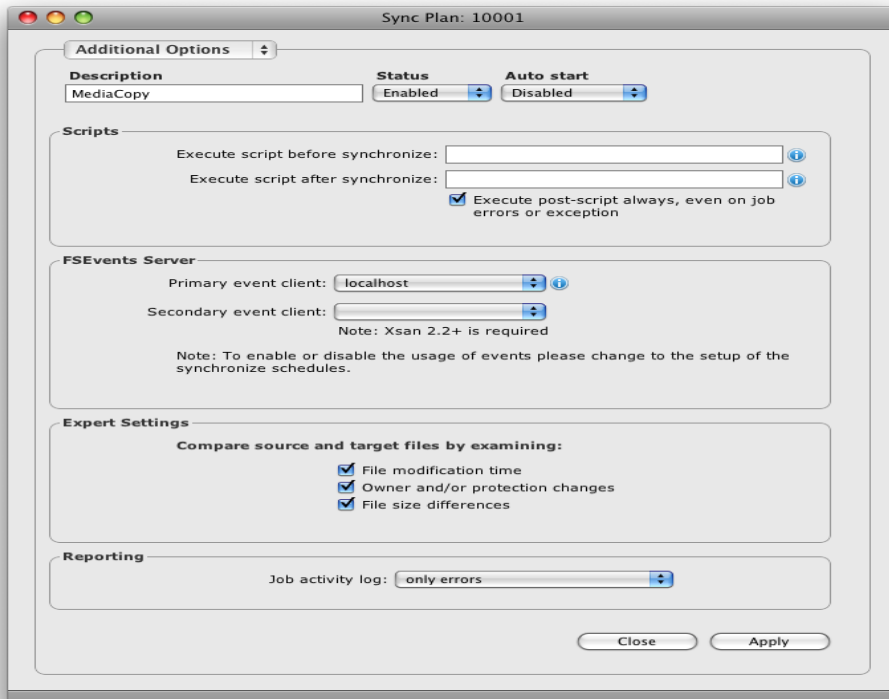 Sync Plan: 10001
Additional Options
Description Status Auto start
MediaCopy Enabled Disabled
Scripts
Execute script before synchronize:
Execute script after synchronize:
Execute post-script always, even on job
errors or exception
FSEvents Server
Primary event client: localhost
Secondary event client:
Note: Xsan 2.2+ is required
Note: To enable or disable the usage of events please change to the setup of the
synchronize schedules.
Expert Settings
Compare source and target files by examining:
File modification time
Owner and/or protection changes
File size differences
Reporting
Job activity log: only errors
Close Apply